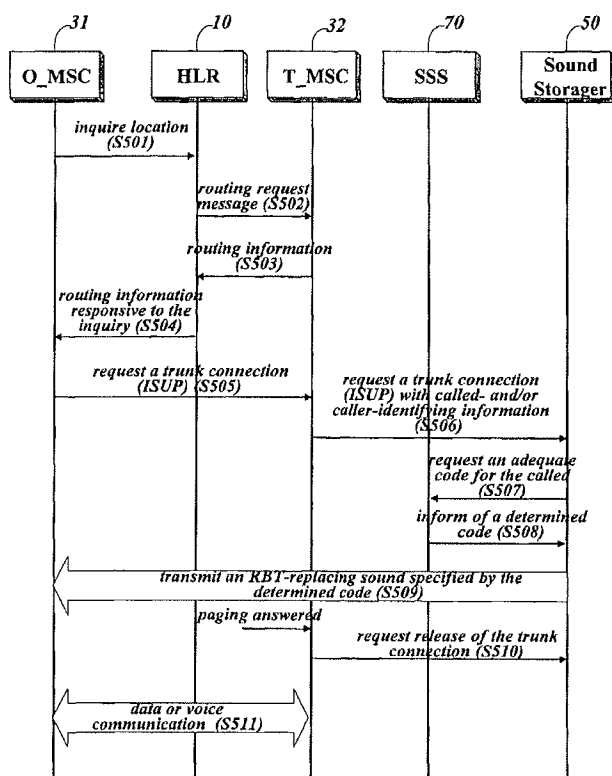 31 10 32 70 50
O_MSC HLR T_MSC SSS Sound
Storager
inquire location
(S501)
routing request
message (S502)
routing information
(S503)
routing information
responsive to the
inquiry (S504)
request a trunk connection
(ISUP) (S505)
request a trunk connection
(ISUP) with called- and/or
caller-identifying information
(S506)
request an adequate
code for the called
(S507)
inform of a determined
code (S508)
transmit an RBT-replacing sound specified by the
determined code (S509)
paging answered
request release of the trunk
connection (S510)
data or voice
communication (S511)